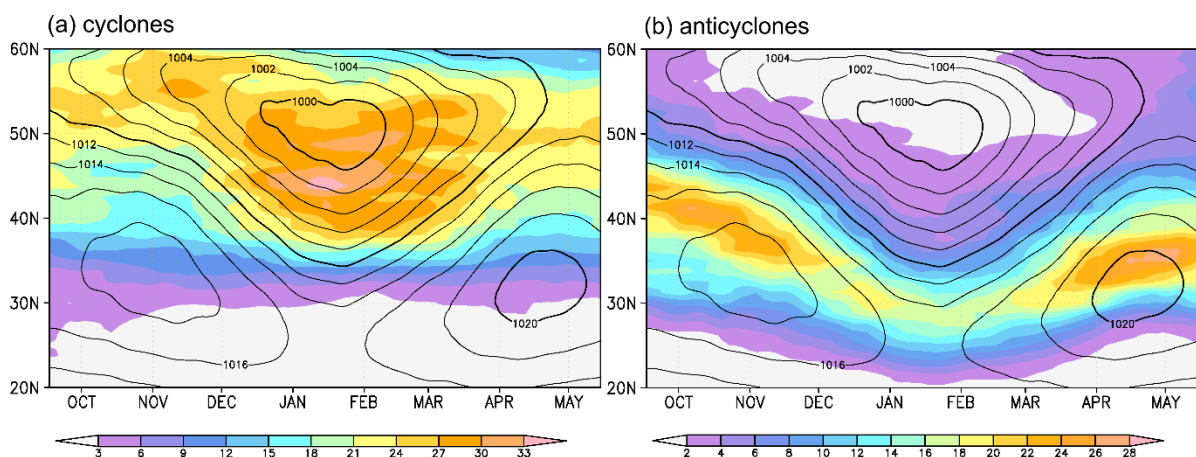 (a) cyclones
(b) anticyclones
60N
50N
40N
30N
20N
1004
1002
1004
1000
1012
1014
1016
1020
OCT NOV DEC JAN FEB MAR APR MAY
3 6 9 12 15 18 21 24 27 30 33
60N
50N
40N
30N
20N
1004
1002
1004
1000
1012
1014
1016
1020
OCT NOV DEC JAN FEB MAR APR MAY
2 4 6 8 10 12 14 16 18 20 22 24 26 28